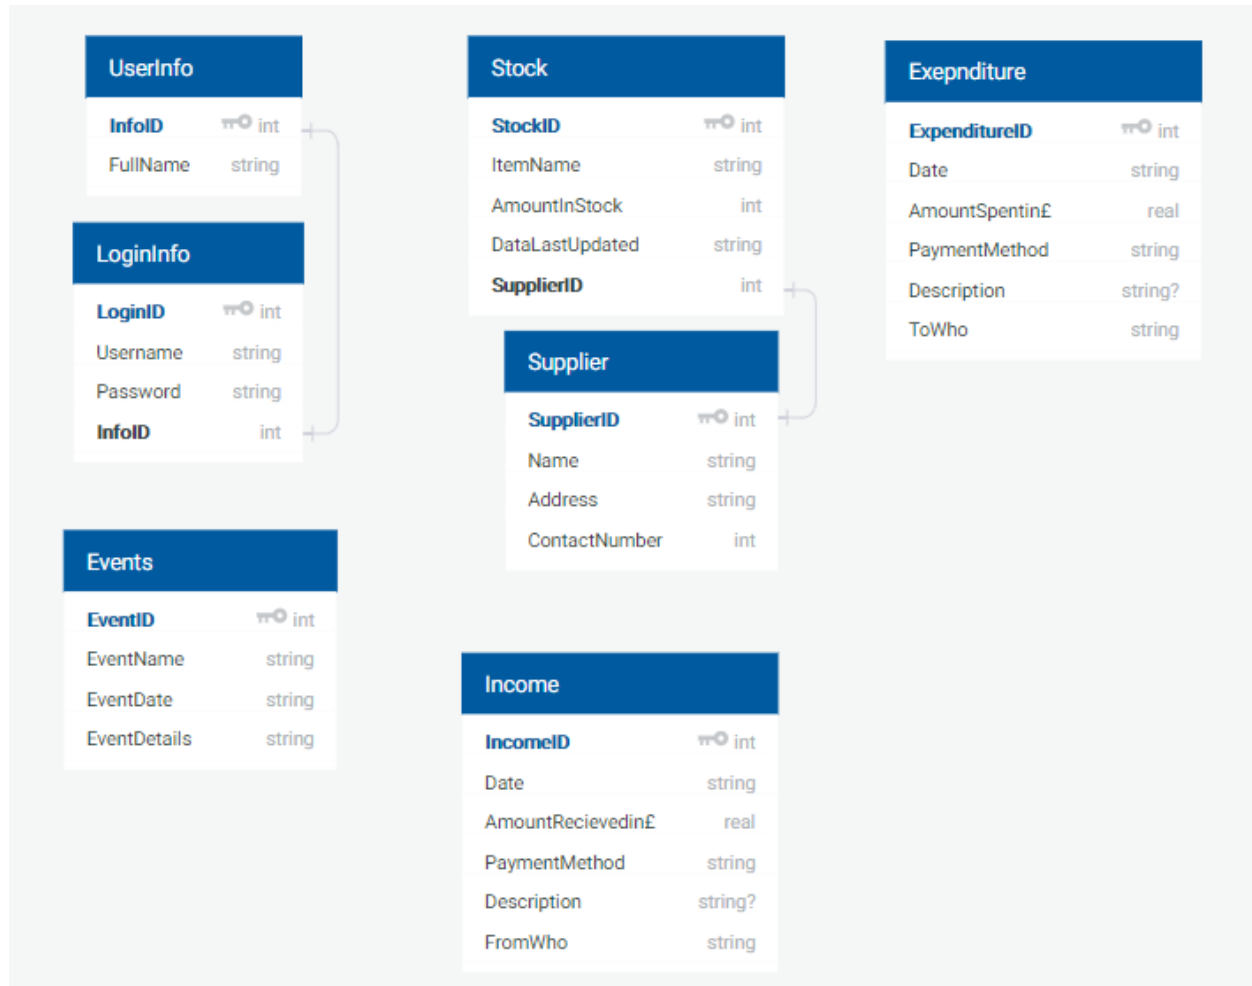 UserInfo
InfoID int
FullName string
LoginInfo
LoginID int
Username string
Password string
InfoID int
Events
EventID int
EventName string
EventDate string
EventDetails string
Stock
StockID int
ItemName string
AmountInStock int
DataLastUpdated string
SupplierID int
Supplier
SupplierID int
Name string
Address string
ContactNumber int
Income
IncomeID int
Date string
AmountRecievedin£ real
PaymentMethod string
Description string?
FromWho string
Exepnditure
ExpenditureID int
Date string
AmountSpentin£ real
PaymentMethod string
Description string?
ToWho string